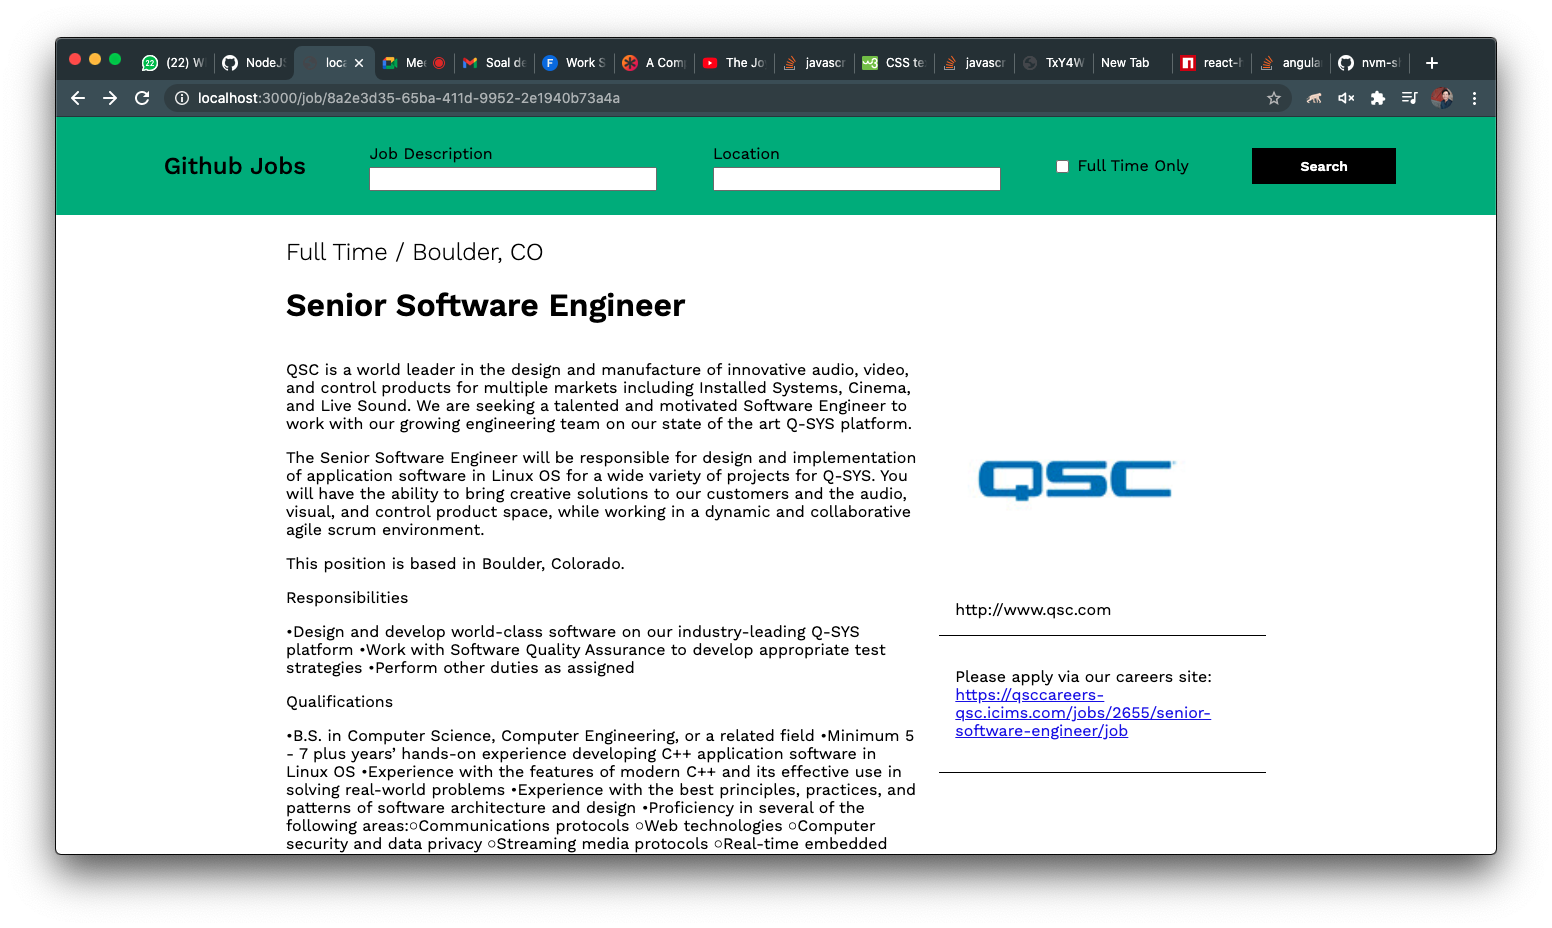 (22) W
NodeJS
loca
Mee
Soal de
Work S
A Comp
The Jo
javascr
CSS te
javascr
TxY4W
New Tab
react-h
angula
nvm-sh
localhost:3000/job/8a2e3d35-65ba-411d-9952-2e1940b73a4a
Github Jobs
Job Description
Location
Full Time Only
Search
Full Time / Boulder, CO
Senior Software Engineer
QSC is a world leader in the design and manufacture of innovative audio, video,
and control products for multiple markets including Installed Systems, Cinema,
and Live Sound. We are seeking a talented and motivated Software Engineer to
work with our growing engineering team on our state of the art Q-SYS platform.
The Senior Software Engineer will be responsible for design and implementation
of application software in Linux OS for a wide variety of projects for Q-SYS. You
will have the ability to bring creative solutions to our customers and the audio,
visual, and control product space, while working in a dynamic and collaborative
agile scrum environment.
This position is based in Boulder, Colorado.
Responsibilities
•Design and develop world-class software on our industry-leading Q-SYS
platform •Work with Software Quality Assurance to develop appropriate test
strategies •Perform other duties as assigned
Qualifications
•B.S. in Computer Science, Computer Engineering, or a related field •Minimum 5
- 7 plus years’ hands-on experience developing C++ application software in
Linux OS •Experience with the features of modern C++ and its effective use in
solving real-world problems •Experience with the best principles, practices, and
patterns of software architecture and design •Proficiency in several of the
following areas:○Communications protocols ○Web technologies ○Computer
security and data privacy ○Streaming media protocols ○Real-time embedded
QSC
http://www.qsc.com
Please apply via our careers site:
https://qsccareers-
qsc.icims.com/jobs/2655/senior-
software-engineer/job